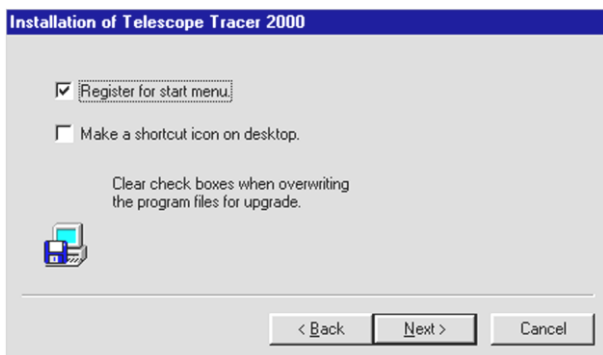 Installation of Telescope Tracer 2000
Register for start menu.
Make a shortcut icon on desktop.
Clear check boxes when overwriting
the program files for upgrade.
< Back Next > Cancel